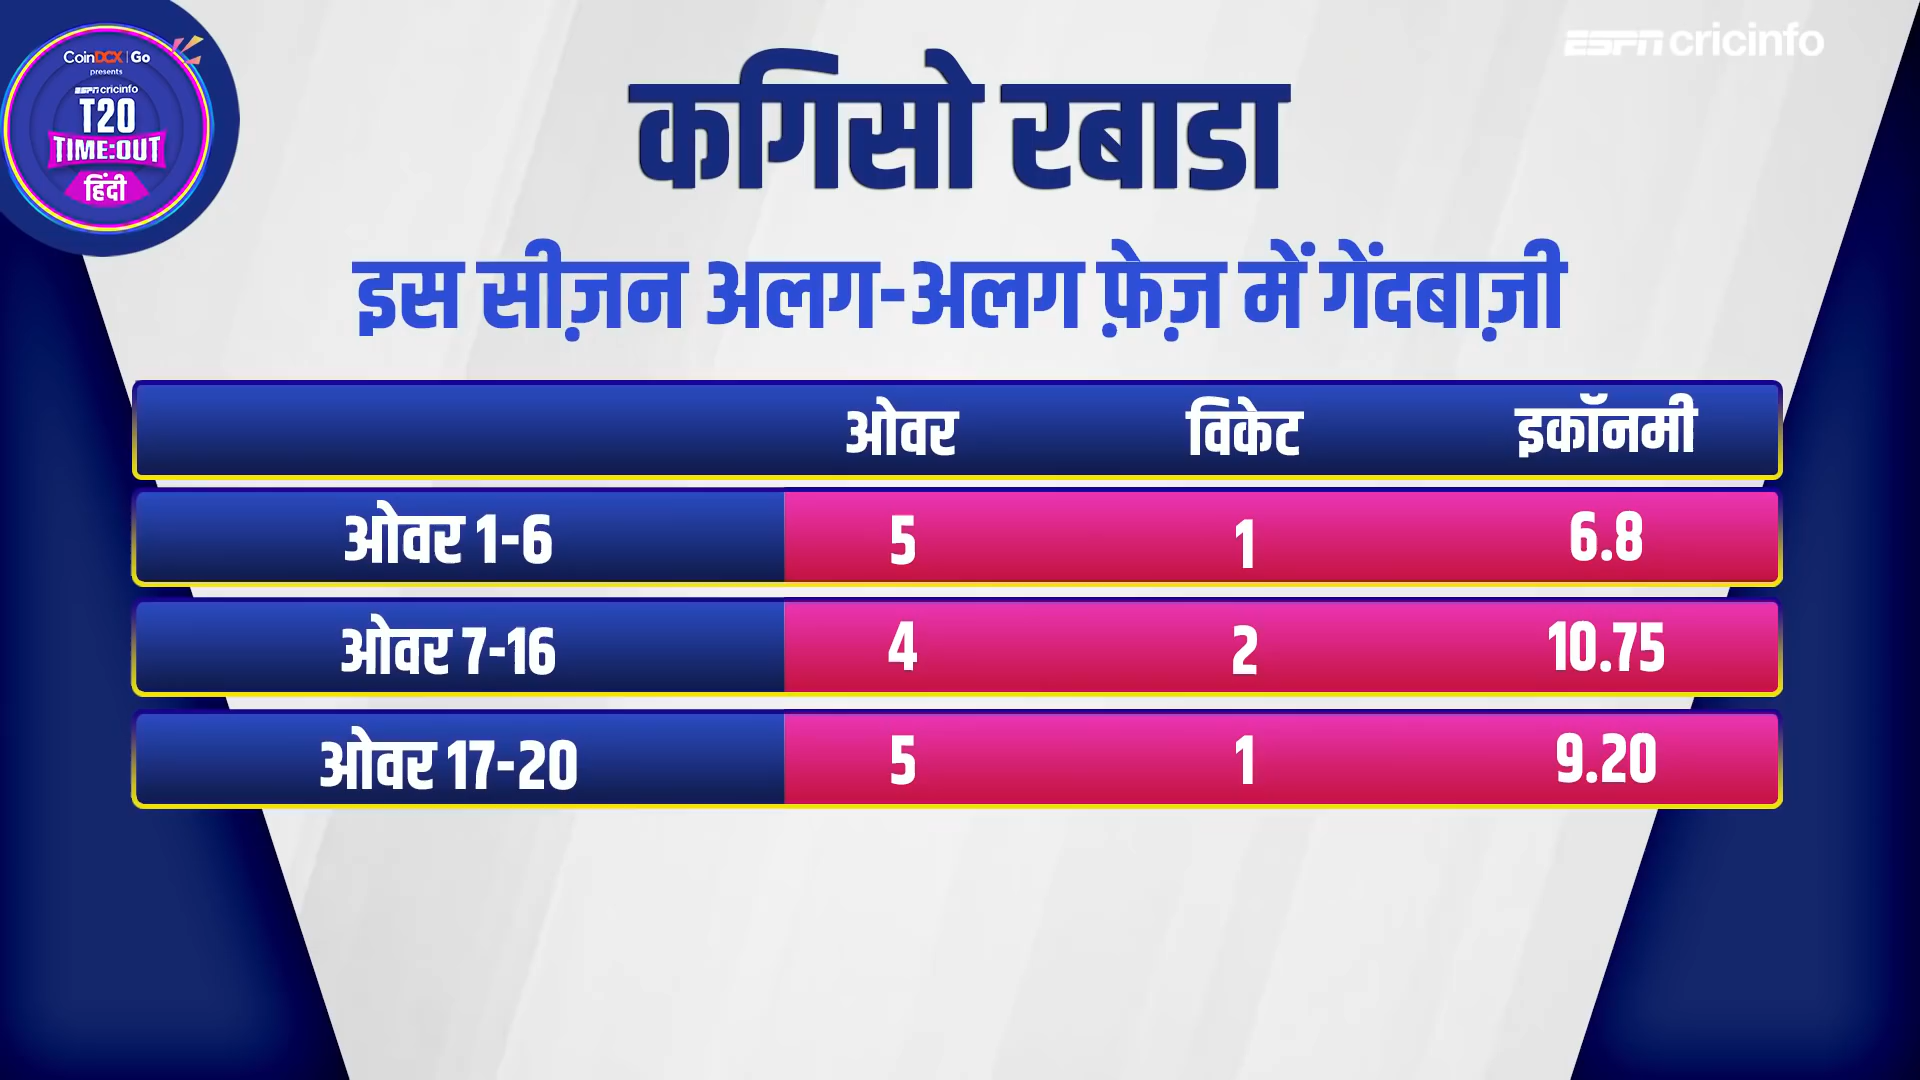 CoinDCX | Go
presents
ESPNcricinfo
T20
TIME:OUT
हिंदी
ESPNcricinfo
कगिसो रबाडा
इस सीज़न अलग-अलग फ़ेज़ में गेंदबाज़ी
ओवर विकेट इकॉनमी
ओवर 1-6 5 1 6.8
ओवर 7-16 4 2 10.75
ओवर 17-20 5 1 9.20